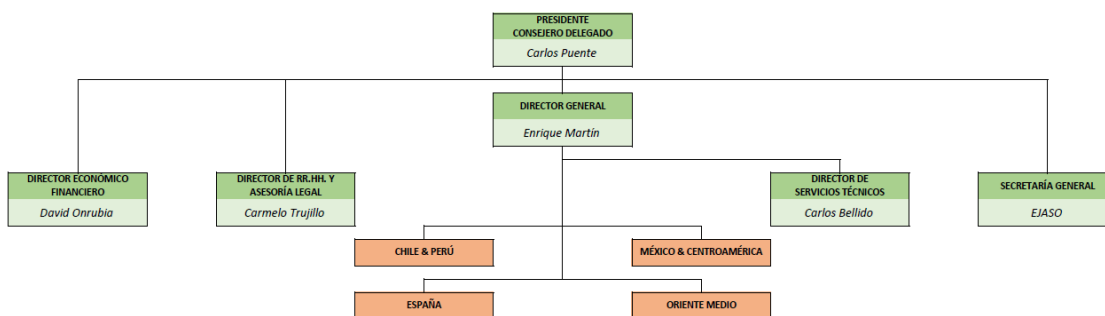 PRESIDENTE
CONSEJERO DELEGADO
Carlos Puente
DIRECTOR GENERAL
Enrique Martín
DIRECTOR ECONÓMICO
FINANCIERO
David Onrubia
DIRECTOR DE RR.HH. Y
ASESORÍA LEGAL
Carmelo Trujillo
DIRECTOR DE
SERVICIOS TÉCNICOS
Carlos Bellido
SECRETARÍA GENERAL
EJASO
CHILE & PERÚ
MÉXICO & CENTROAMÉRICA
ESPAÑA
ORIENTE MEDIO